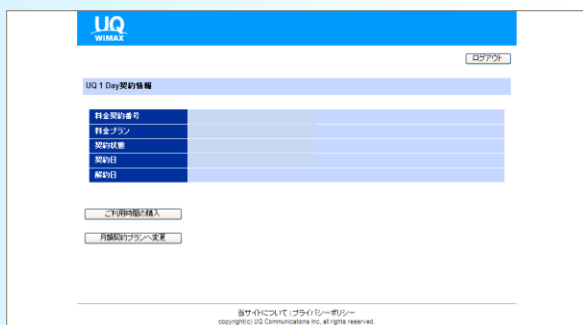 UQ
WiMAX
ログアウト
UQ 1 Day契約情報
料金契約番号
料金プラン
契約状態
契約日
解約日
ご利用時間の購入
月額契約プランへ変更
当サイトについて | プライバシーポリシー
copyright(c) UQ Communications Inc, all rights reserved.